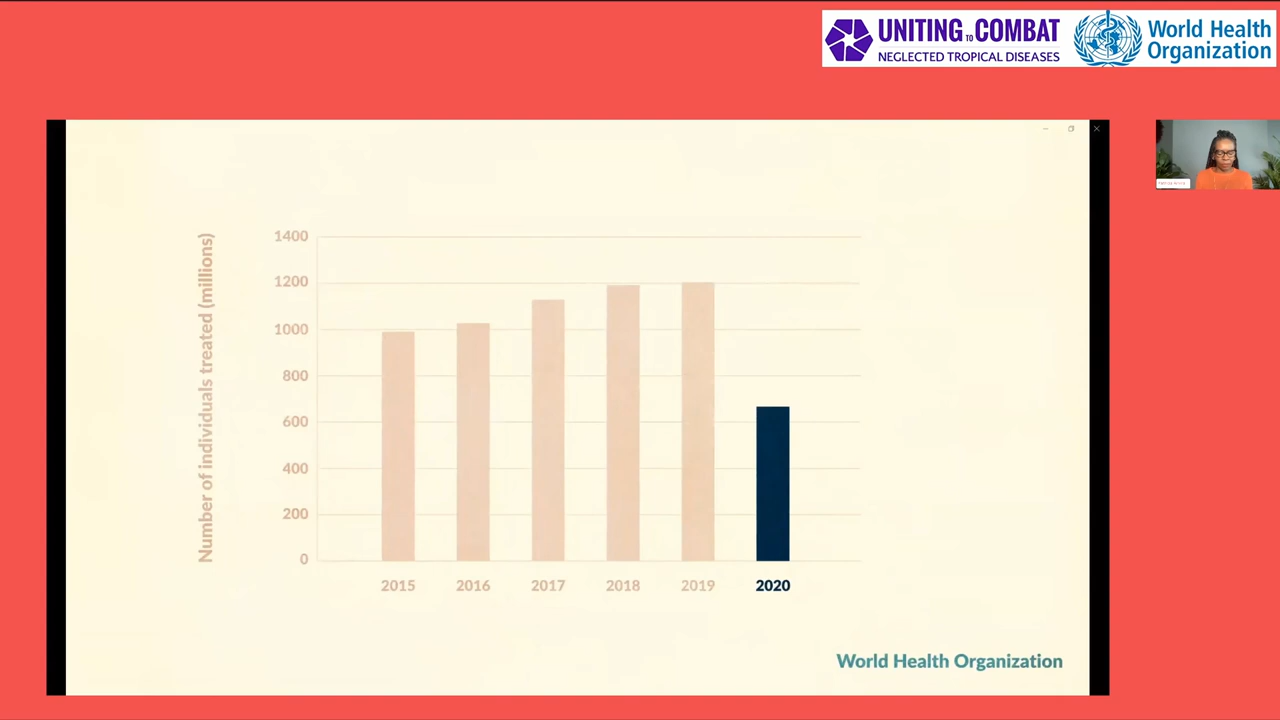 UNITING TO COMBAT
NEGLECTED TROPICAL DISEASES
World Health
Organization
Number of individuals treated (millions)
1400
1200
1000
800
600
400
200
0
2015 2016 2017 2018 2019 2020
World Health Organization